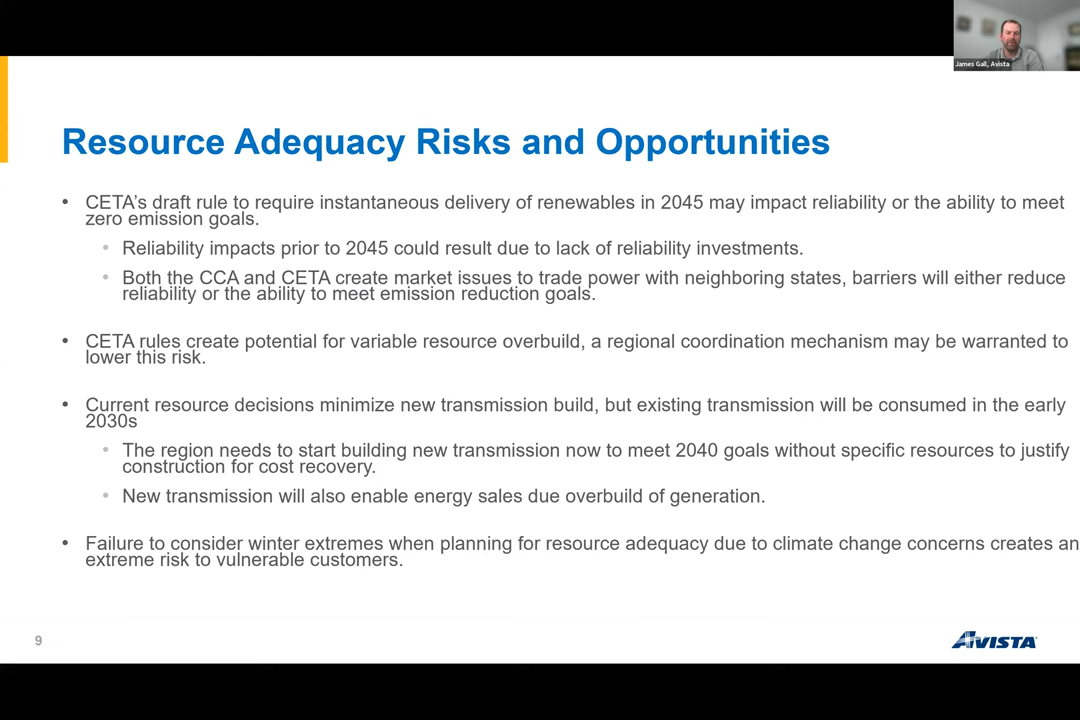 James Gall, Avista
Resource Adequacy Risks and Opportunities
• CETA's draft rule to require instantaneous delivery of renewables in 2045 may impact reliability or the ability to meet
zero emission goals.
• Reliability impacts prior to 2045 could result due to lack of reliability investments.
• Both the CCA and CETA create market issues to trade power with neighboring states, barriers will either reduce
reliability or the ability to meet emission reduction goals.
• CETA rules create potential for variable resource overbuild, a regional coordination mechanism may be warranted to
lower this risk.
• Current resource decisions minimize new transmission build, but existing transmission will be consumed in the early
2030s
• The region needs to start building new transmission now to meet 2040 goals without specific resources to justify
construction for cost recovery.
• New transmission will also enable energy sales due overbuild of generation.
• Failure to consider winter extremes when planning for resource adequacy due to climate change concerns creates an
extreme risk to vulnerable customers.
9
AVISTA